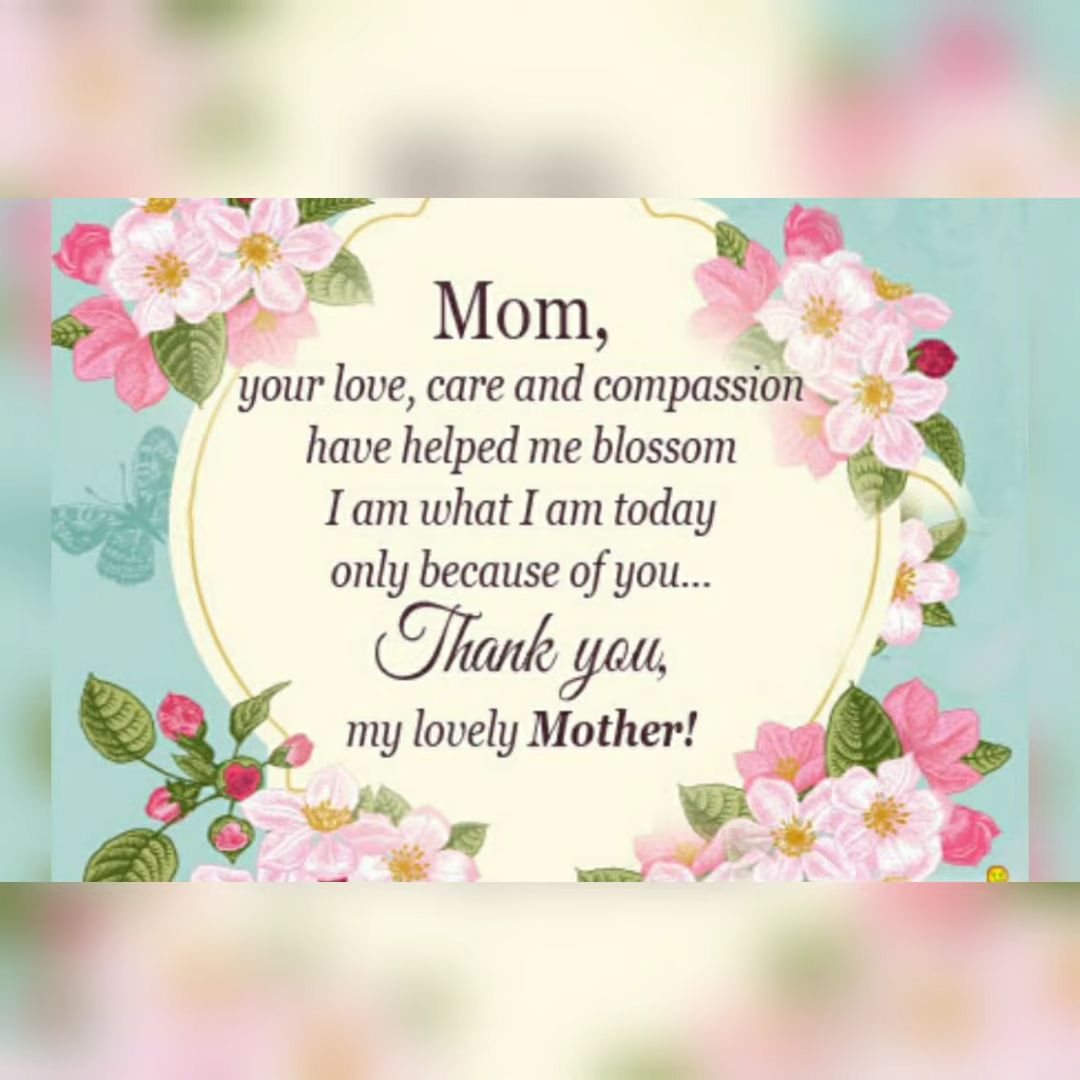 Mom,
your love, care and compassion
have helped me blossom
I am what I am today
only because of you...
Thank you,
my lovely Mother!